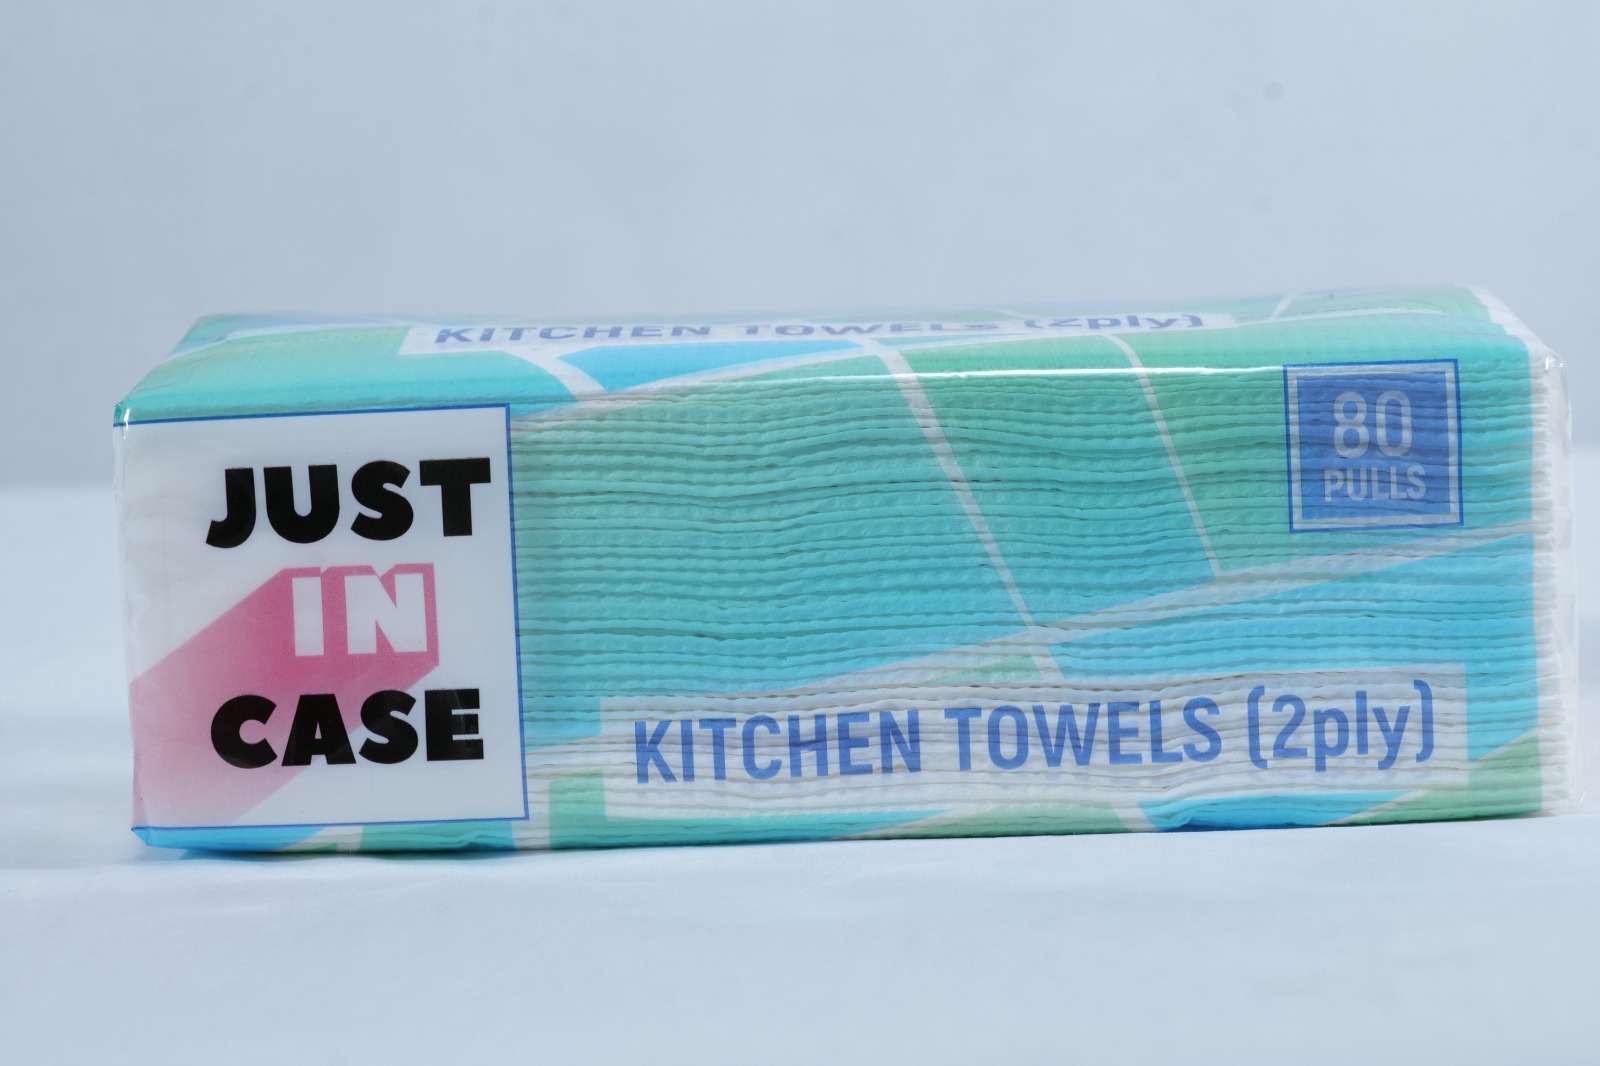 KITCHEN TOWELS (2ply)
JUST
IN
CASE
80
PULLS
KITCHEN TOWELS (2ply)